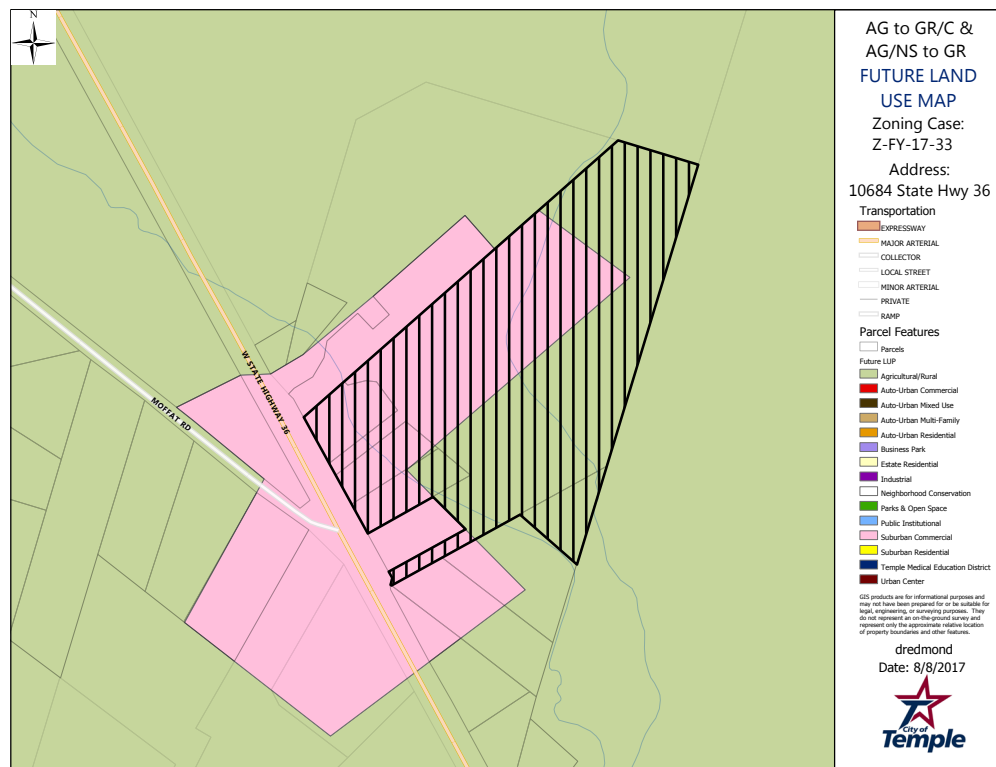 N
W STATE HIGHWAY 36
MOFFAT RD
AG to GR/C &
AG/NS to GR
FUTURE LAND
USE MAP
Zoning Case:
Z-FY-17-33
Address:
10684 State Hwy 36
Transportation
EXPRESSWAY
MAJOR ARTERIAL
COLLECTOR
LOCAL STREET
MINOR ARTERIAL
PRIVATE
RAMP
Parcel Features
Parcels
Future LUP
Agricultural/Rural
Auto-Urban Commercial
Auto-Urban Mixed Use
Auto-Urban Multi-Family
Auto-Urban Residential
Business Park
Estate Residential
Industrial
Neighborhood Conservation
Parks & Open Space
Public Institutional
Suburban Commercial
Suburban Residential
Temple Medical Education District
Urban Center
GIS products are for informational purposes and
may not have been prepared for or be suitable for
legal, engineering, or surveying purposes. They
do not represent an on-the-ground survey and
represent only the approximate relative location
of property boundaries and other features.
dredmond
Date: 8/8/2017
City of
Temple